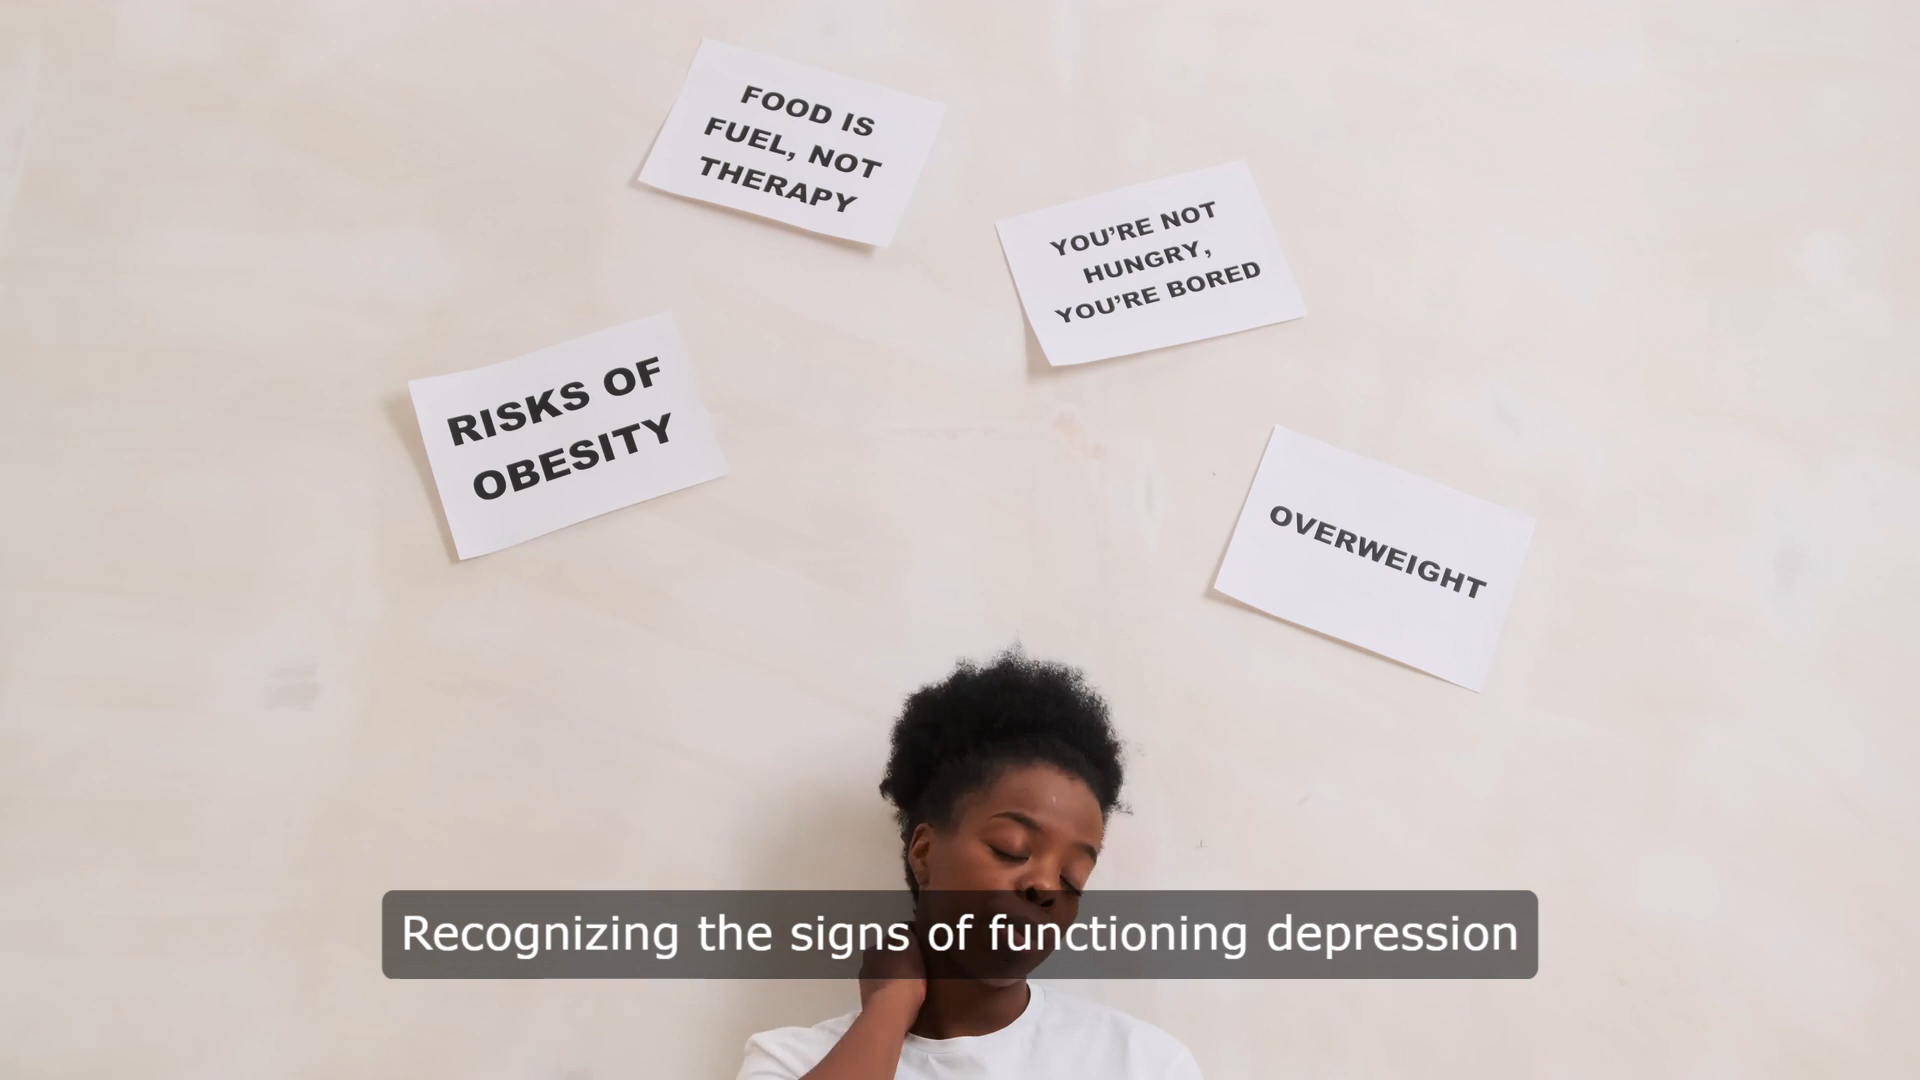 FOOD IS
FUEL, NOT
THERAPY
YOU'RE NOT
HUNGRY,
YOU'RE BORED
RISKS OF
OBESITY
OVERWEIGHT
Recognizing the signs of functioning depression